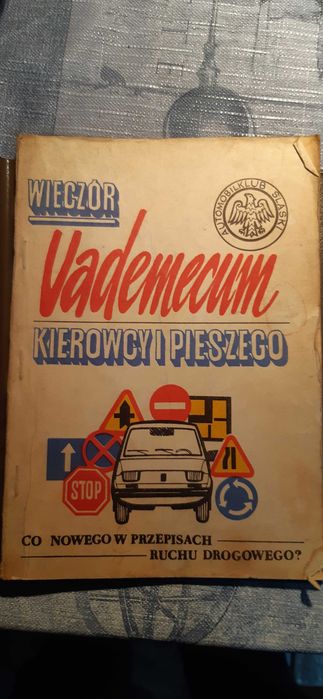 WIECZÓR
AUTOMOBILKLUB ŚLĄSKI
Vademecum
KIEROWCY I PIESZEGO
STOP
CO NOWEGO W PRZEPISACH
RUCHU DROGOWEGO?